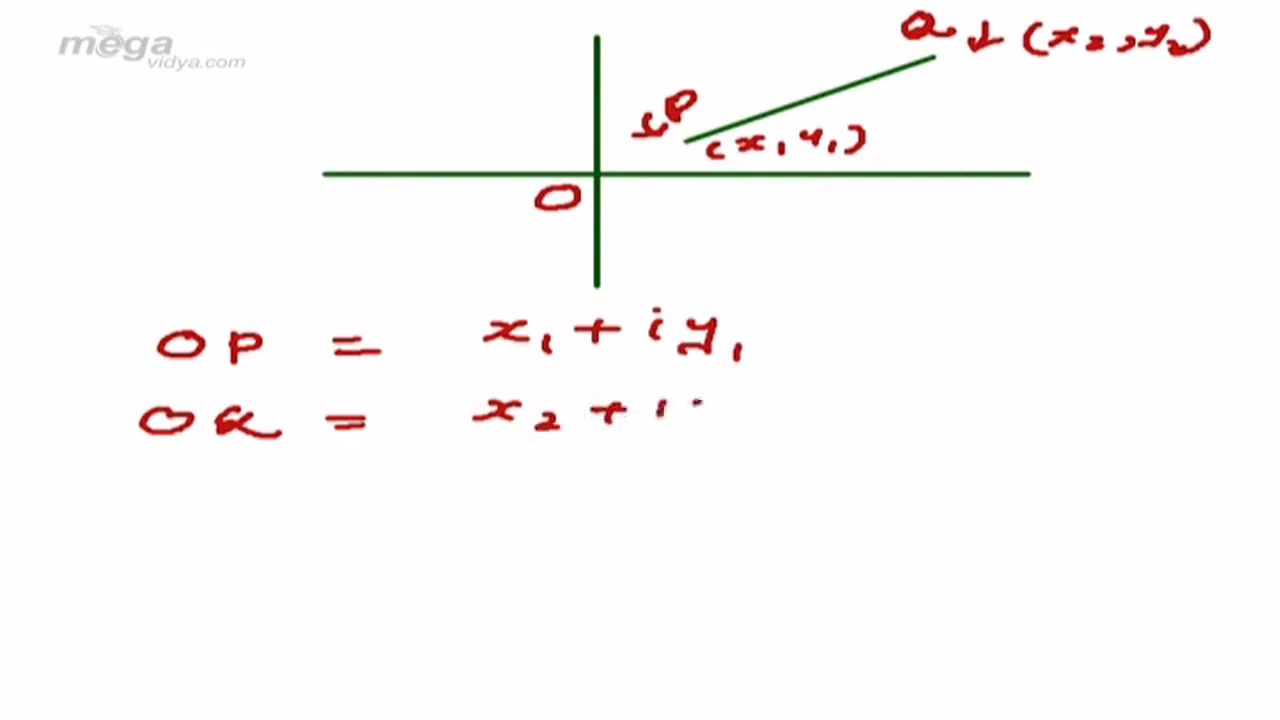 mega
vidya.com
Q (x₂, y₂)
P
(x₁ y₁)
O
OP = x₁ + iy₁
OQ = x₂ + i